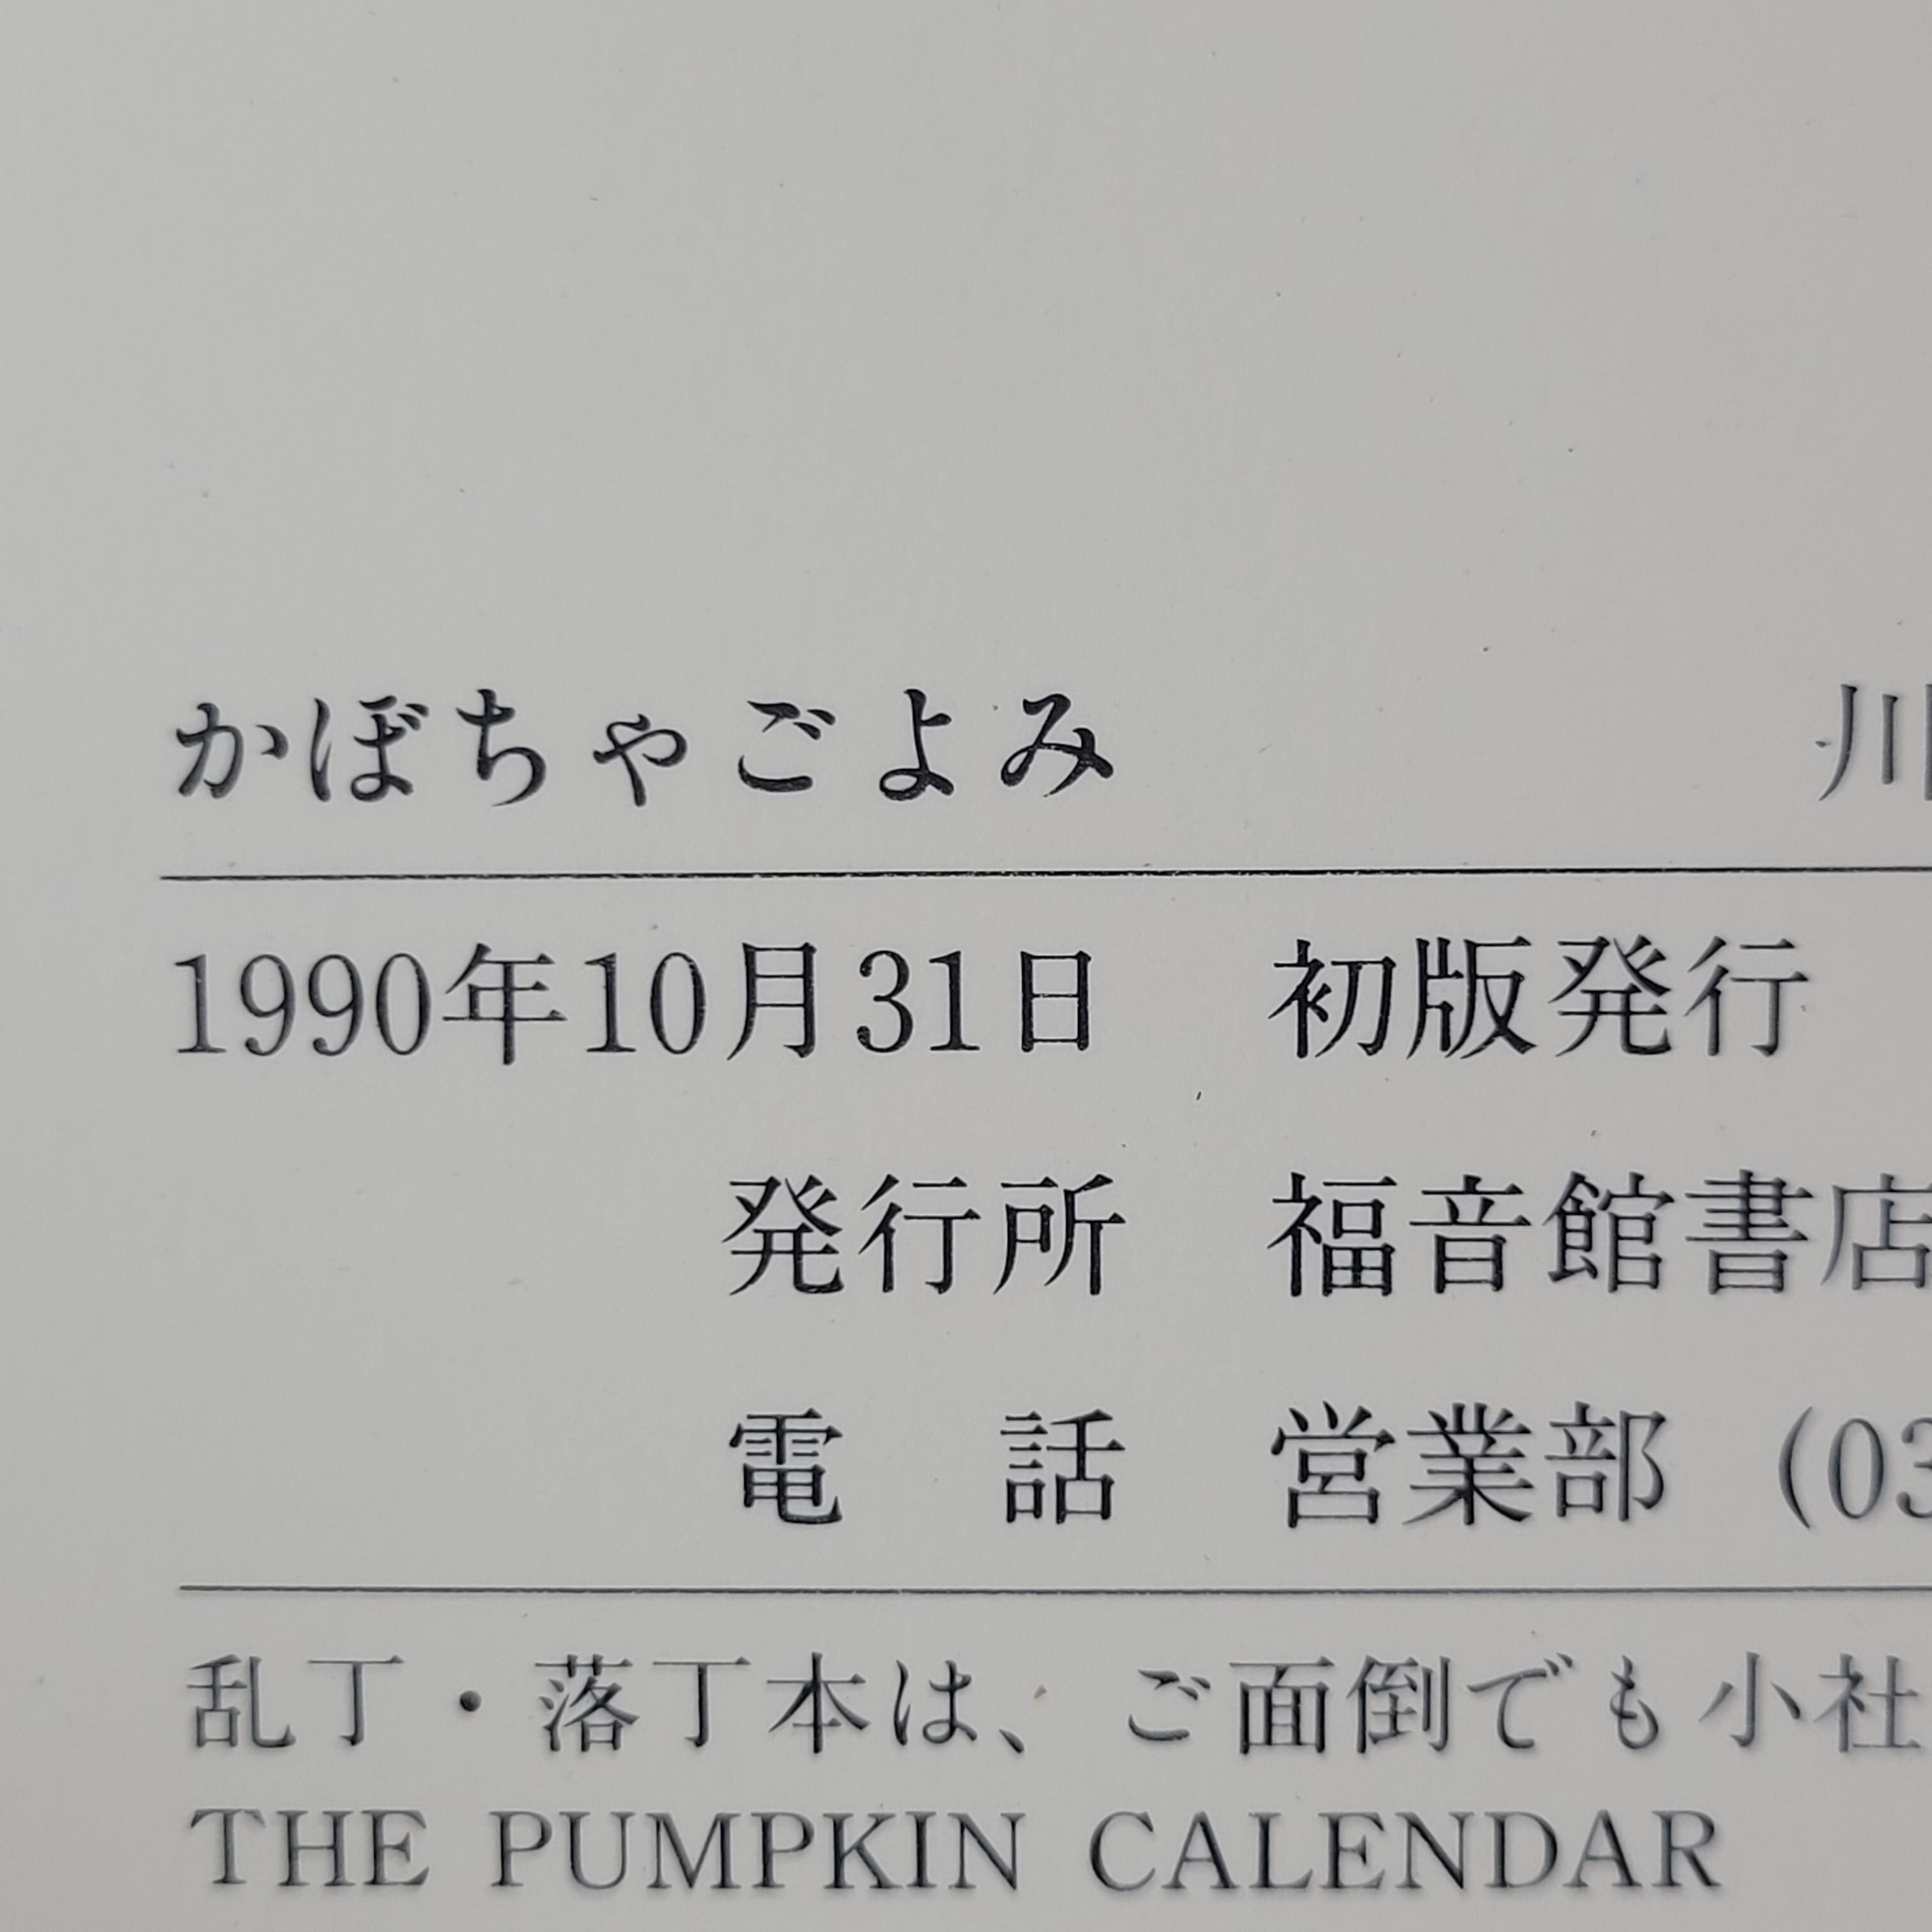 かぼちゃごよみ　川
1990年10月31日　初版発行
発行所　福音館書店
電　話　営業部　(03
乱丁・落丁本は、ご面倒でも小社
THE PUMPKIN CALENDAR